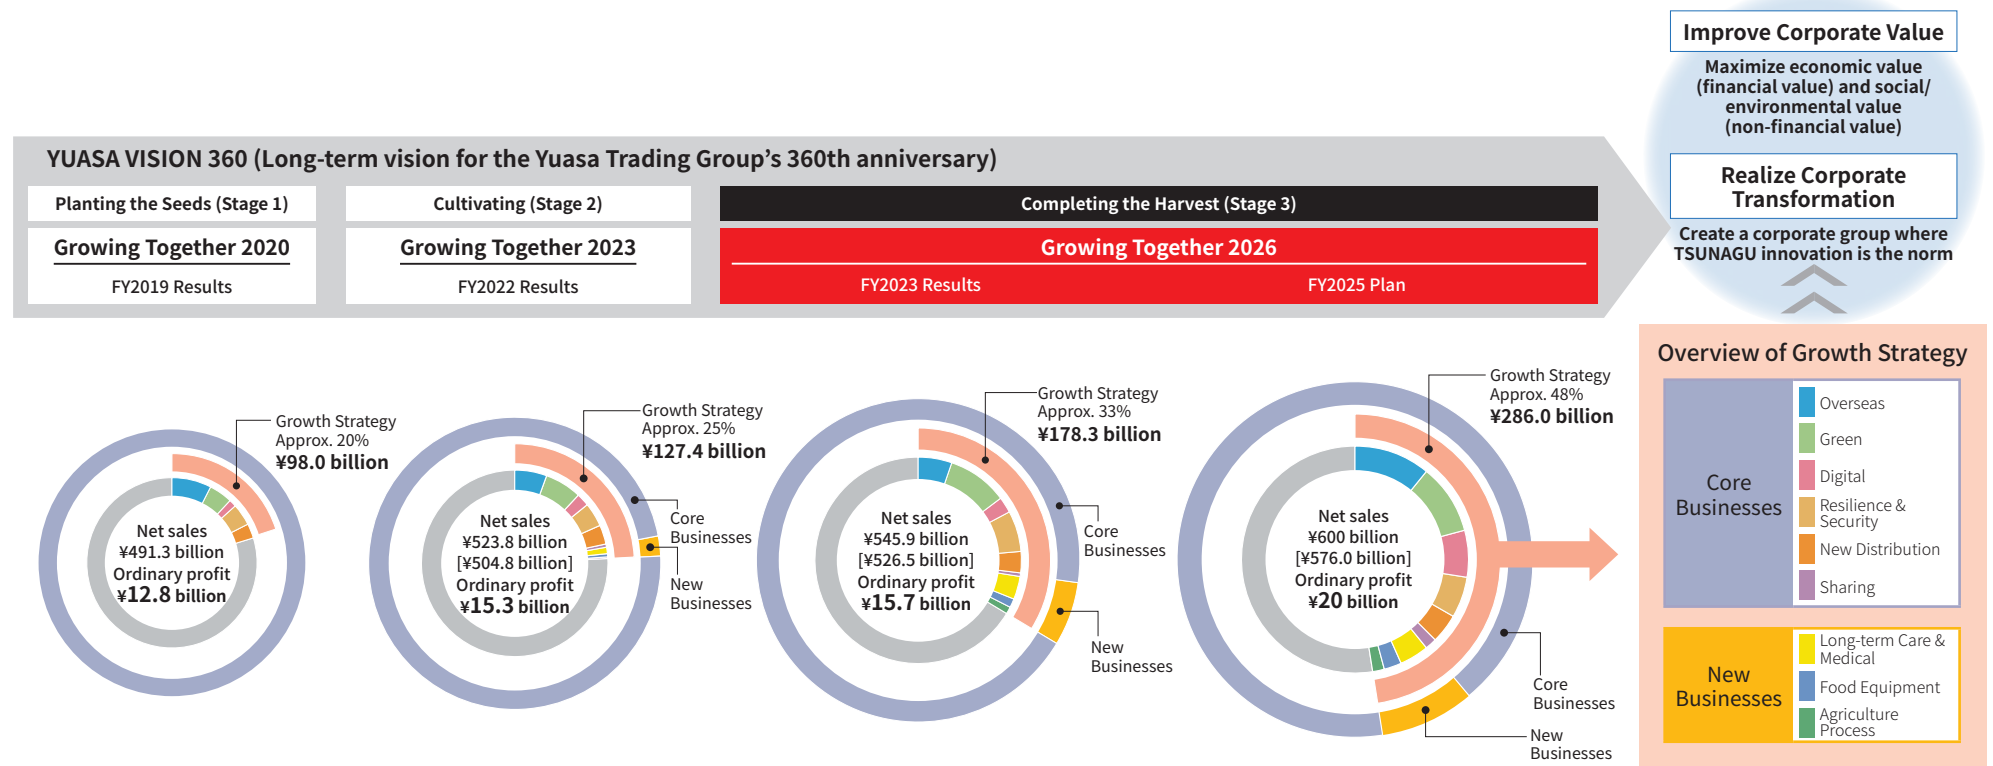 Improve Corporate Value
Maximize economic value
(financial value) and social/
environmental value
(non-financial value)
Realize Corporate
Transformation
Create a corporate group where
TSUNAGU innovation is the norm
YUASA VISION 360 (Long-term vision for the Yuasa Trading Group's 360th anniversary)
Planting the Seeds (Stage 1)
Growing Together 2020
FY2019 Results
Cultivating (Stage 2)
Growing Together 2023
FY2022 Results
Completing the Harvest (Stage 3)
Growing Together 2026
FY2023 Results
FY2025 Plan
Growth Strategy
Approx. 20%
¥98.0 billion
Net sales
¥491.3 billion
Ordinary profit
¥12.8 billion
Growth Strategy
Approx. 25%
¥127.4 billion
Net sales
¥523.8 billion
[¥504.8 billion]
Ordinary profit
¥15.3 billion
Core
Businesses
New
Businesses
Growth Strategy
Approx. 33%
¥178.3 billion
Net sales
¥545.9 billion
[¥526.5 billion]
Ordinary profit
¥15.7 billion
Core
Businesses
New
Businesses
Growth Strategy
Approx. 48%
¥286.0 billion
Net sales
¥600 billion
[¥576.0 billion]
Ordinary profit
¥20 billion
Core
Businesses
New
Businesses
Overview of Growth Strategy
Core
Businesses
Overseas
Green
Digital
Resilience &
Security
New Distribution
Sharing
New
Businesses
Long-term Care &
Medical
Food Equipment
Agriculture
Process